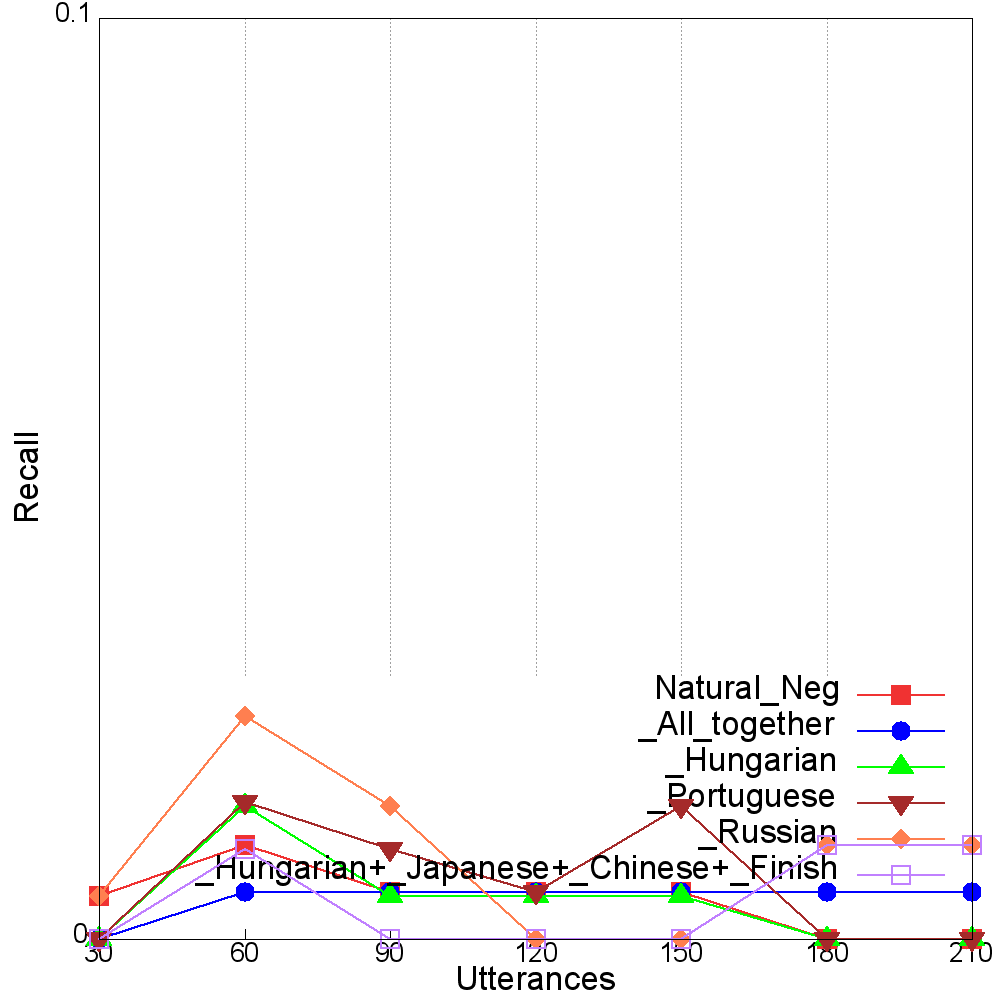 0.1
Recall
Natural_Neg
_All_together
_Hungarian
_Portuguese
_Russian
_Hungarian+_Japanese+_Chinese+_Finish
0
30 60 90 120 150 180 210
Utterances